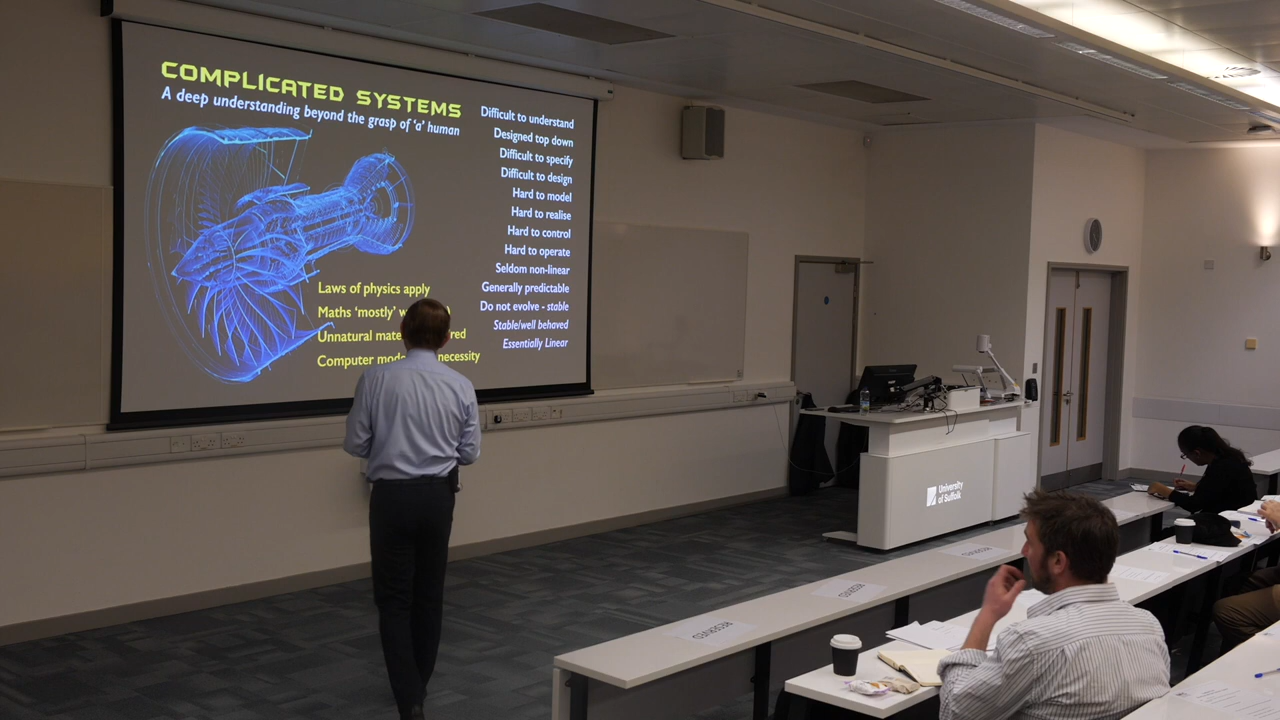 COMPLICATED SYSTEMS
A deep understanding beyond the grasp of 'a' human
Difficult to understand
Designed top down
Difficult to specify
Difficult to design
Hard to model
Hard to realise
Hard to control
Hard to operate
Seldom non-linear
Generally predictable
Do not evolve - stable
Stable/well behaved
Essentially Linear
Laws of physics apply
Maths 'mostly'
Unnatural
Computer necessity
University
of Suffolk
RESERVED
RESERVED
RESERVED